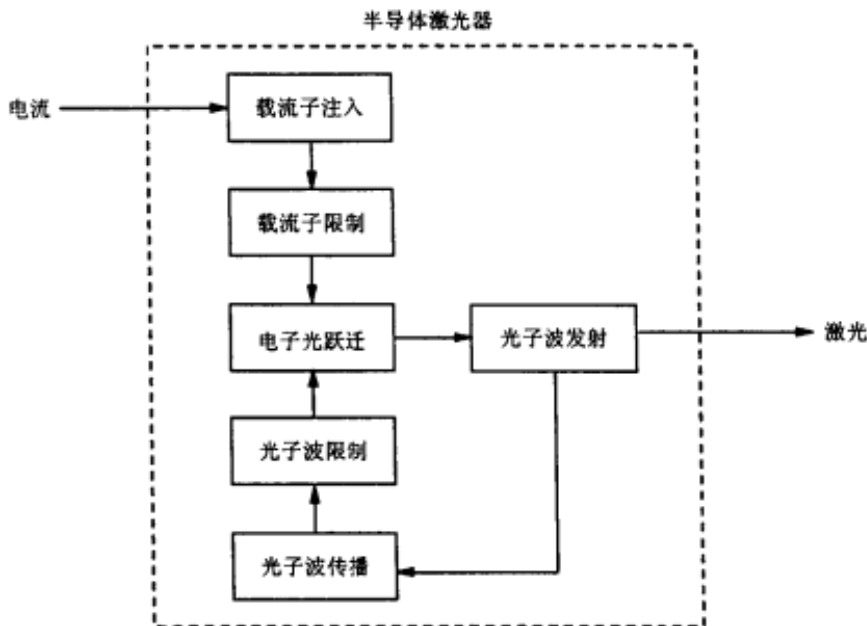 半导体激光器
电流
载流子注入
载流子限制
电子光跃迁
光子波发射
激光
光子波限制
光子波传播